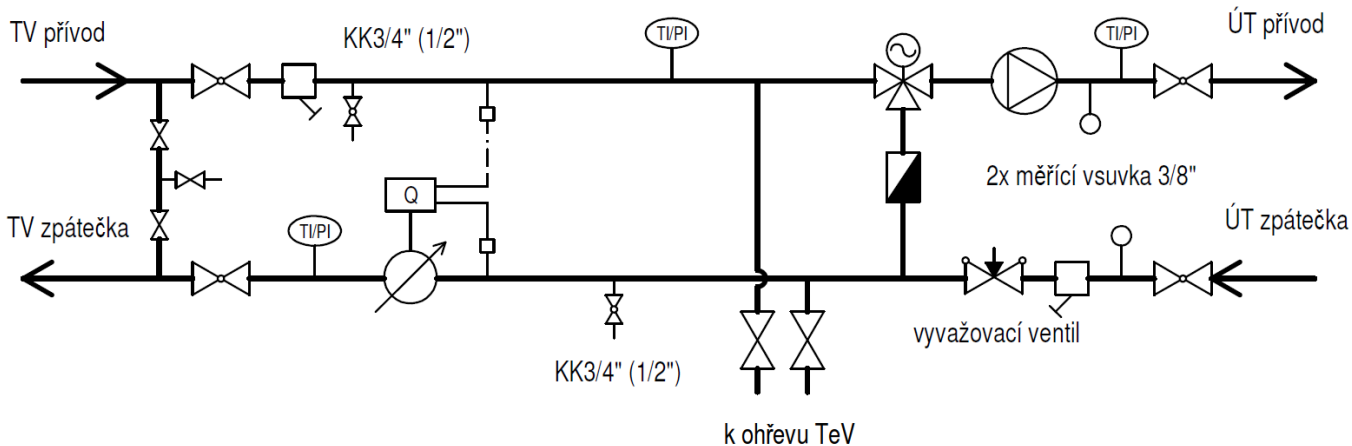 TV přívod
KK3/4" (1/2")
TI/PI
TI/PI
ÚT přívod
2x měřící vsuvka 3/8"
Q
TV zpátečka
TI/PI
ÚT zpátečka
vyvažovací ventil
KK3/4" (1/2")
k ohřevu TeV